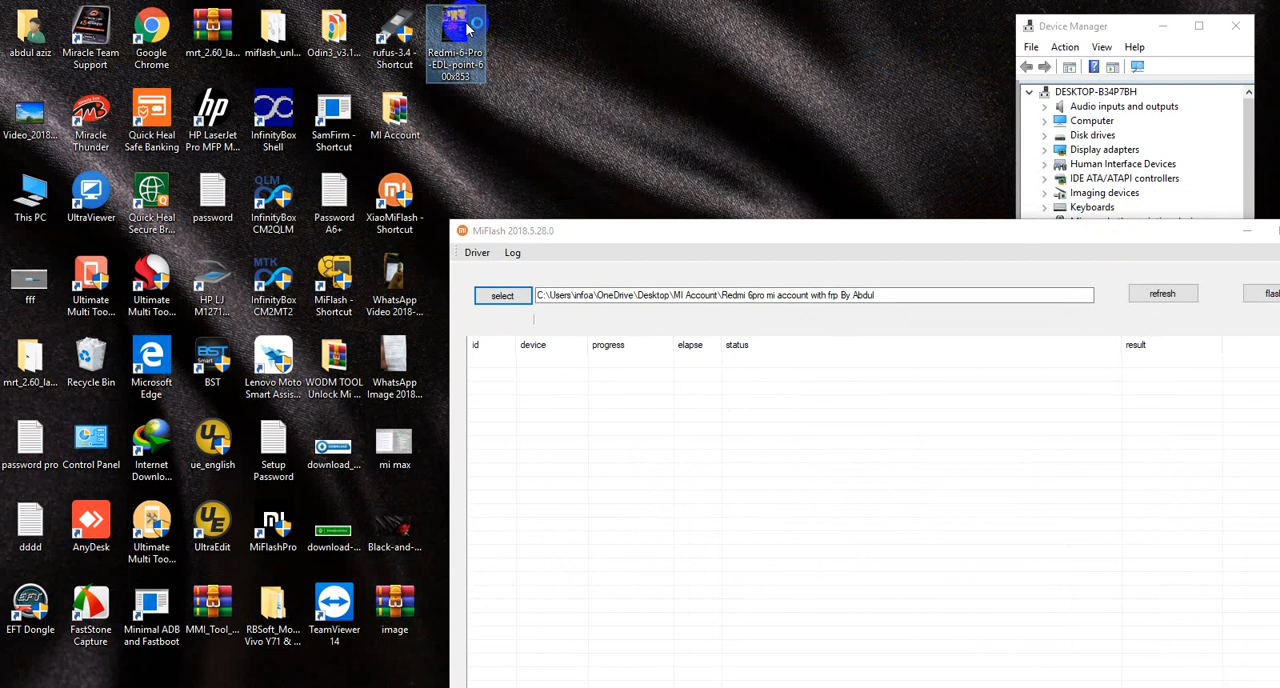 abdul aziz
Miracle Team
Support
Google
Chrome
mrt_2.60_la...
miflash_unl...
Odin3_v3.1...
rufus-3.4 -
Shortcut
Redmi-6-Pro
-EDL-point-6
00x853
Video_2018...
Miracle
Thunder
Quick Heal
Safe Banking
HP LaserJet
Pro MFP M...
InfinityBox
Shell
SamFirm -
Shortcut
MI Account
This PC
UltraViewer
Quick Heal
Secure Br...
password
InfinityBox
CM2QLM
Password
A6+
XiaoMiFlash -
Shortcut
fff
Ultimate
Multi Too...
Ultimate
Multi Too...
HP LJ
M1271...
InfinityBox
CM2MT2
MiFlash -
Shortcut
WhatsApp
Video 2018-...
mrt_2.60_la...
Recycle Bin
Microsoft
Edge
BST
Lenovo Moto
Smart Assis...
WODM TOOL
Unlock Mi ...
WhatsApp
Image 2018...
password pro
Control Panel
Internet
Downlo...
ue_english
Setup
Password
download_...
mi max
dddd
AnyDesk
Ultimate
Multi Too...
UltraEdit
MiFlashPro
download-...
Black-and-...
EFT Dongle
FastStone
Capture
Minimal ADB
and Fastboot
MMI_Tool_...
RBSoft_Mo...
Vivo Y71 & ...
TeamViewer
14
image
Device Manager
File Action View Help
DESKTOP-B34P7BH
Audio inputs and outputs
Computer
Disk drives
Display adapters
Human Interface Devices
IDE ATA/ATAPI controllers
Imaging devices
Keyboards
MiFlash 2018.5.28.0
Driver Log
select C:\Users\infoa\OneDrive\Desktop\MI Account\Redmi 6pro mi account with frp By Abdul refresh flas
id device progress elapse status result